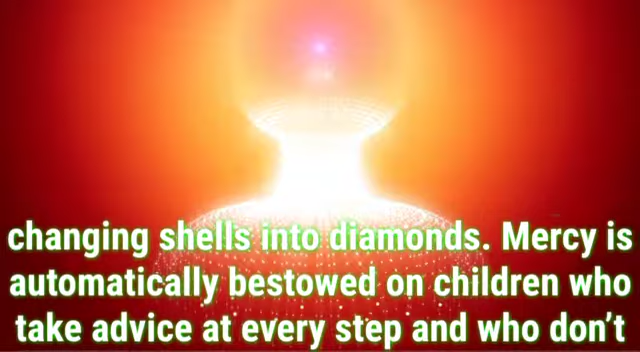 changing shells into diamonds. Mercy is
automatically bestowed on children who
take advice at every step and who don’t